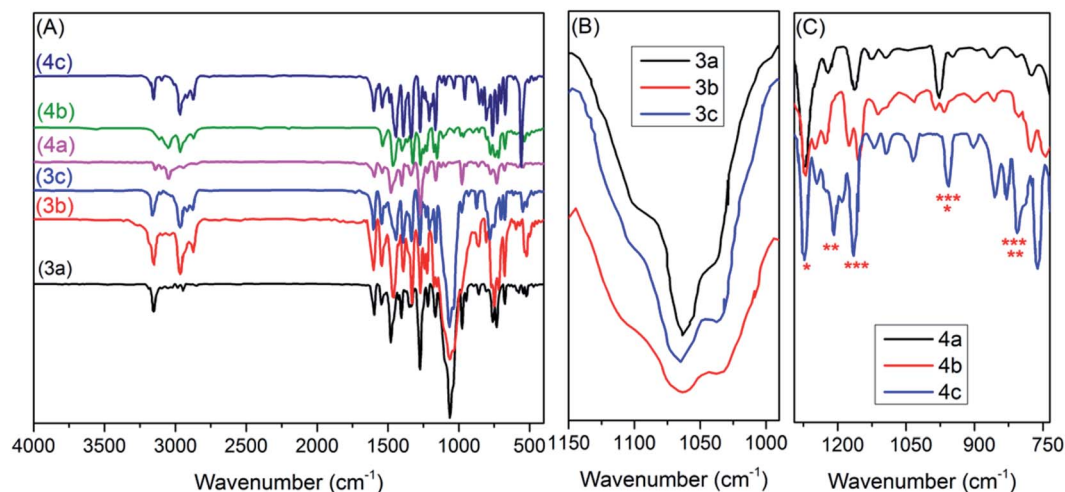 (A)
(4c)
(4b)
(4a)
(3c)
(3b)
(3a)
4000 3500 3000 2500 2000 1500 1000 500
Wavenumber (cm⁻¹)
(B)
3a
3b
3c
1150 1100 1050 1000
Wavenumber (cm⁻¹)
(C)
*
**
***
***
*
***
**
4a
4b
4c
1200 1050 900 750
Wavenumber (cm⁻¹)